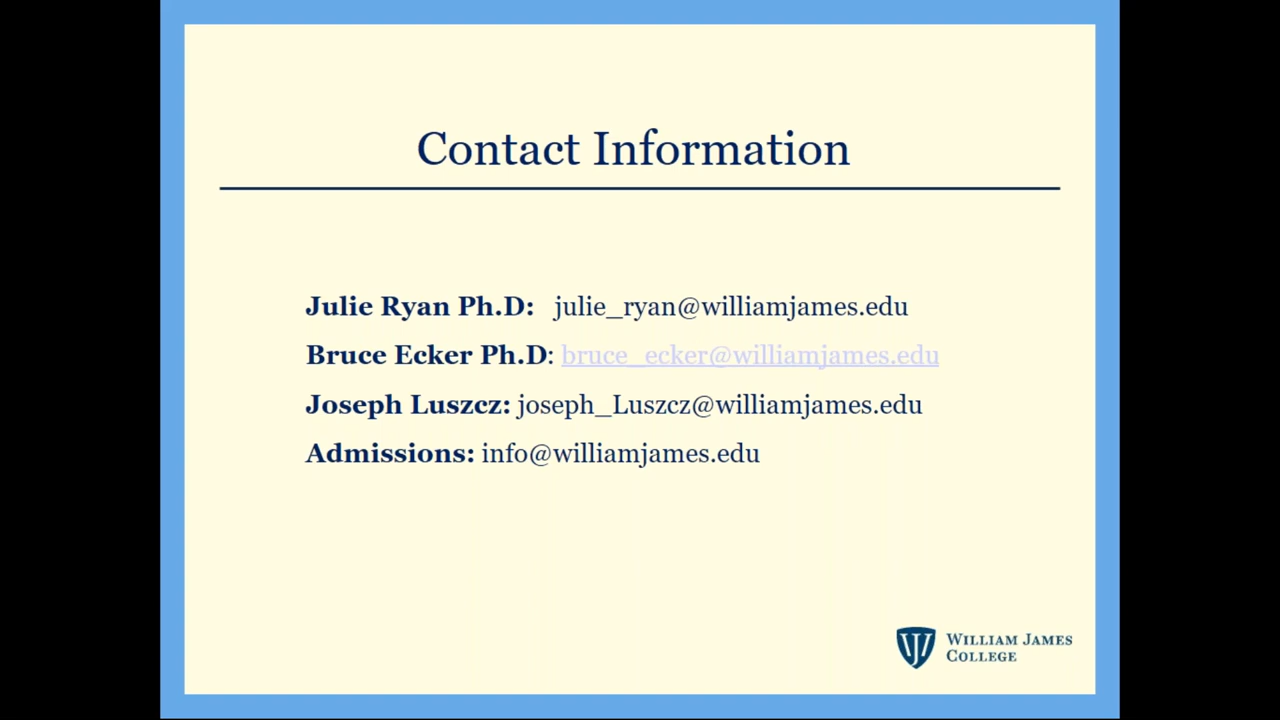 Contact Information
Julie Ryan Ph.D: julie_ryan@williamjames.edu
Bruce Ecker Ph.D: bruce_ecker@williamjames.edu
Joseph Luszcz: joseph_Luszcz@williamjames.edu
Admissions: info@williamjames.edu
WILLIAM JAMES
COLLEGE